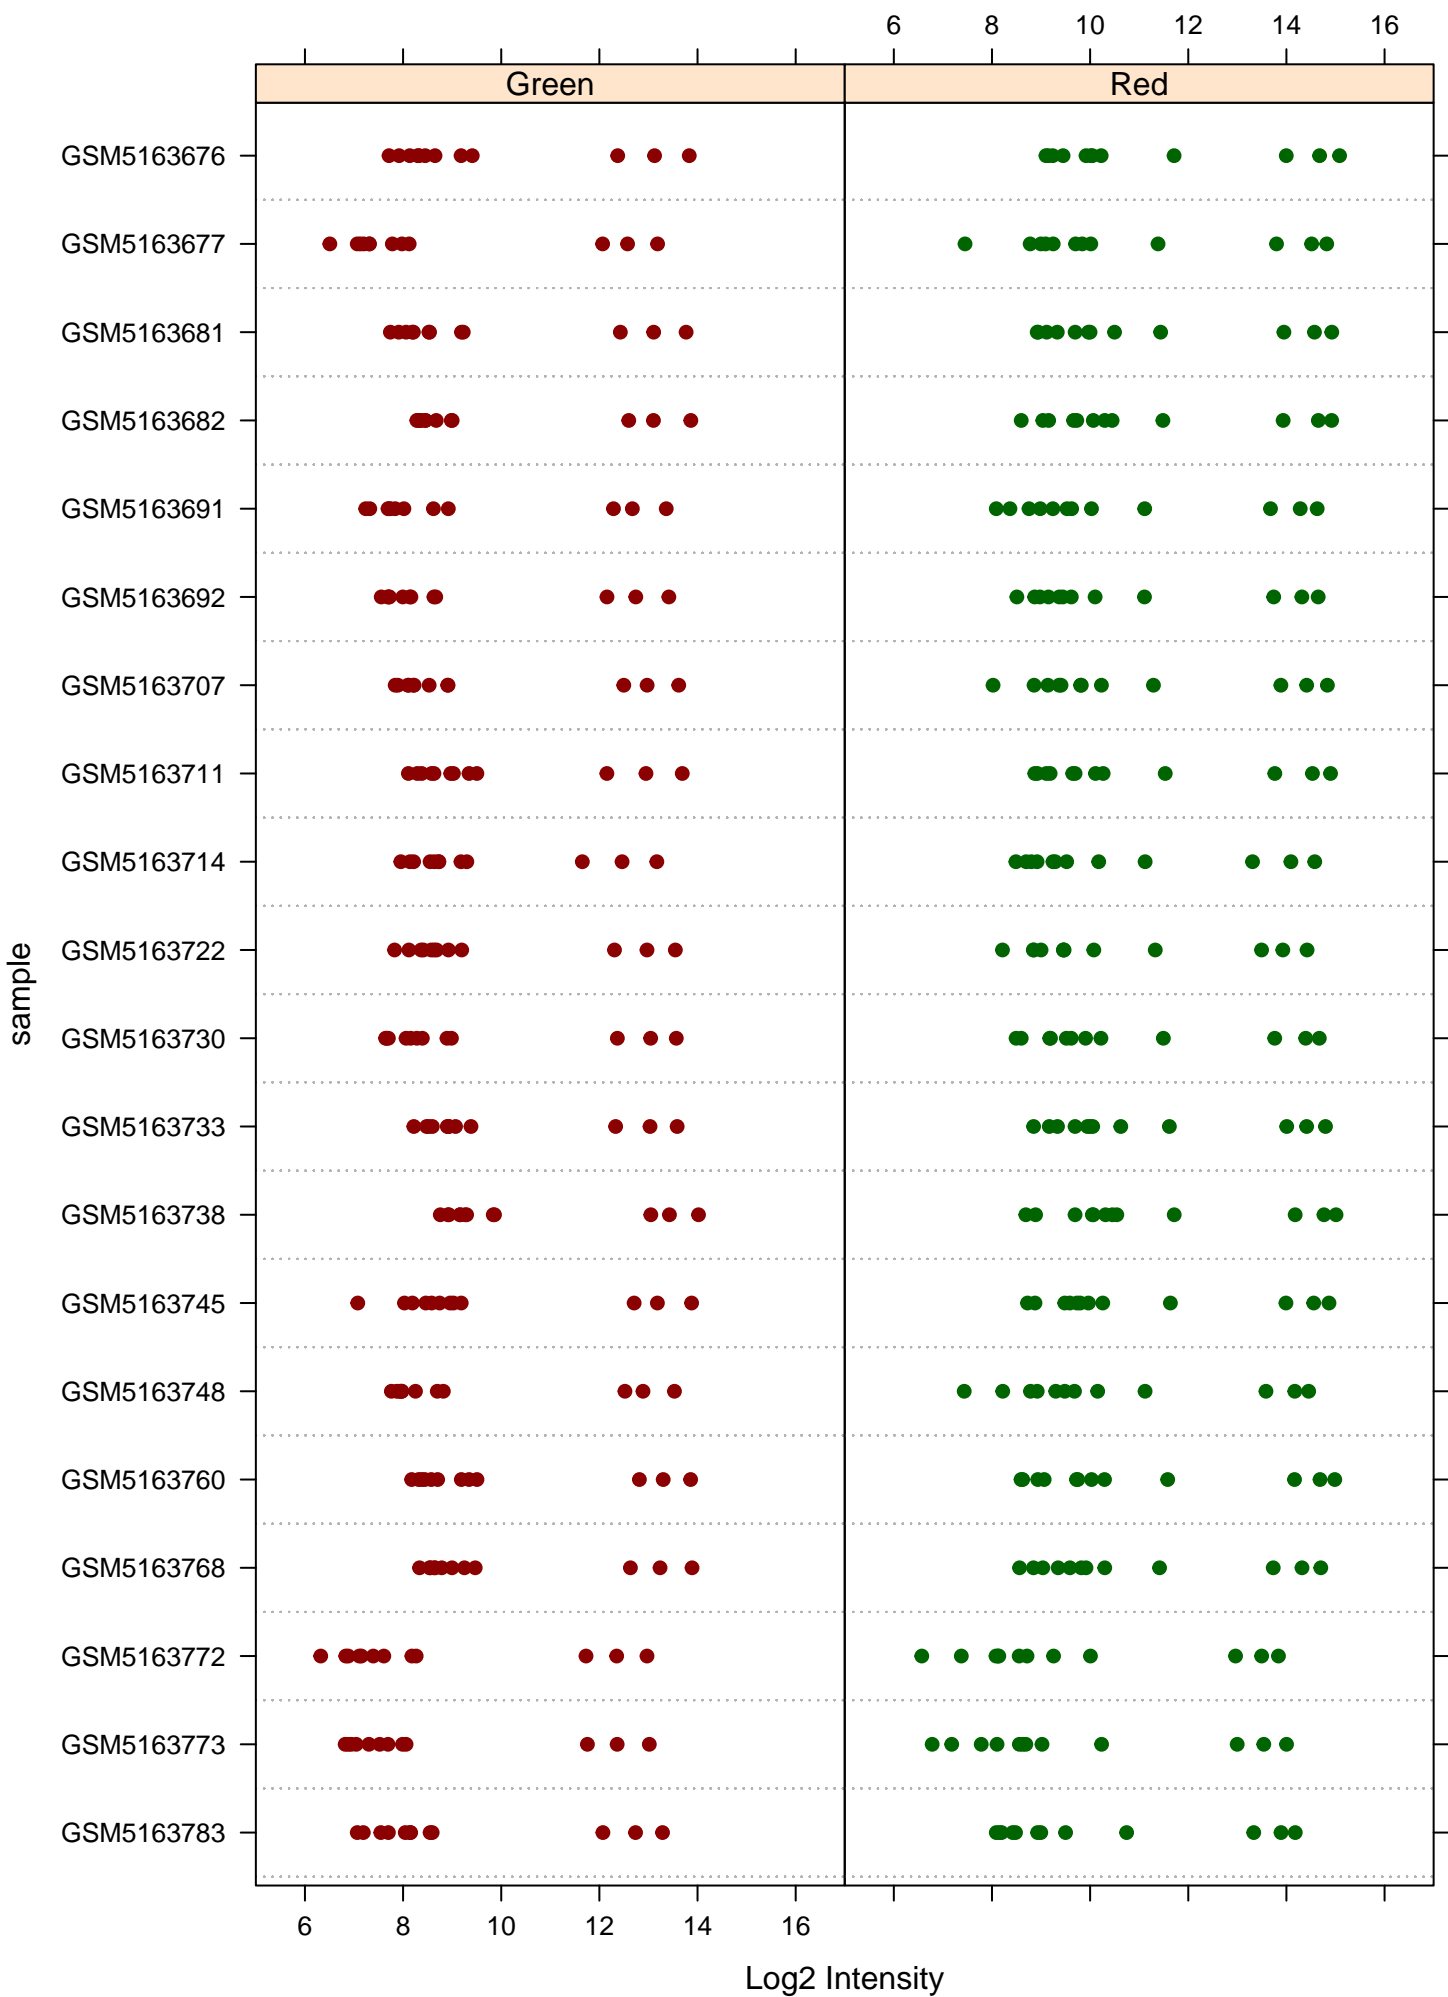 6 8 10 12 14 16
Green Red
GSM5163676
GSM5163677
GSM5163681
GSM5163682
GSM5163691
GSM5163692
GSM5163707
GSM5163711
GSM5163714
GSM5163722
GSM5163730
GSM5163733
GSM5163738
GSM5163745
GSM5163748
GSM5163760
GSM5163768
GSM5163772
GSM5163773
GSM5163783
sample
6 8 10 12 14 16
Log2 Intensity